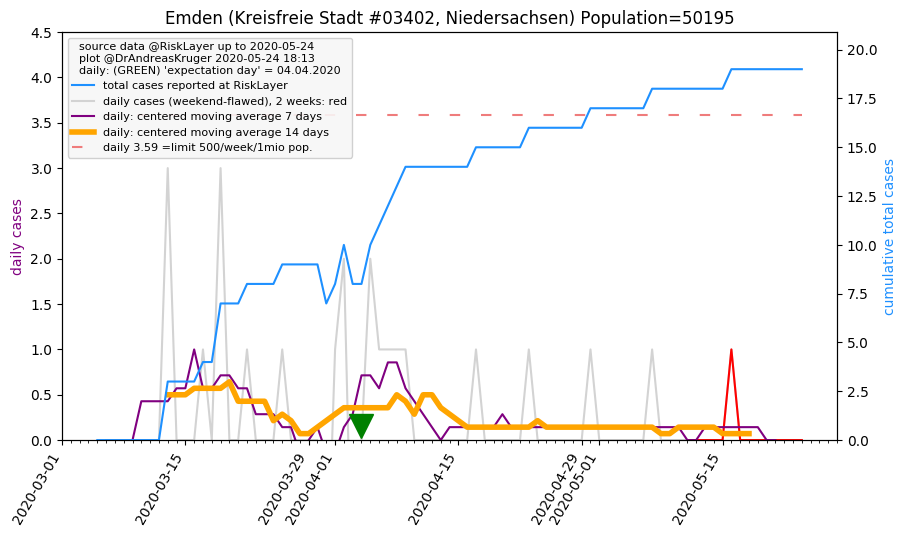 Emden (Kreisfreie Stadt #03402, Niedersachsen) Population=50195
source data @RiskLayer up to 2020-05-24
plot @DrAndreasKruger 2020-05-24 18:13
daily: (GREEN) 'expectation day' = 04.04.2020
total cases reported at RiskLayer
daily cases (weekend-flawed), 2 weeks: red
daily: centered moving average 7 days
daily: centered moving average 14 days
daily 3.59 =limit 500/week/1mio pop.
daily cases
4.5
4.0
3.5
3.0
2.5
2.0
1.5
1.0
0.5
0.0
20.0
17.5
15.0
12.5
10.0
7.5
5.0
2.5
0.0
cumulative total cases
2020-03-01
2020-03-15
2020-03-29
2020-04-01
2020-04-15
2020-04-29
2020-05-01
2020-05-15